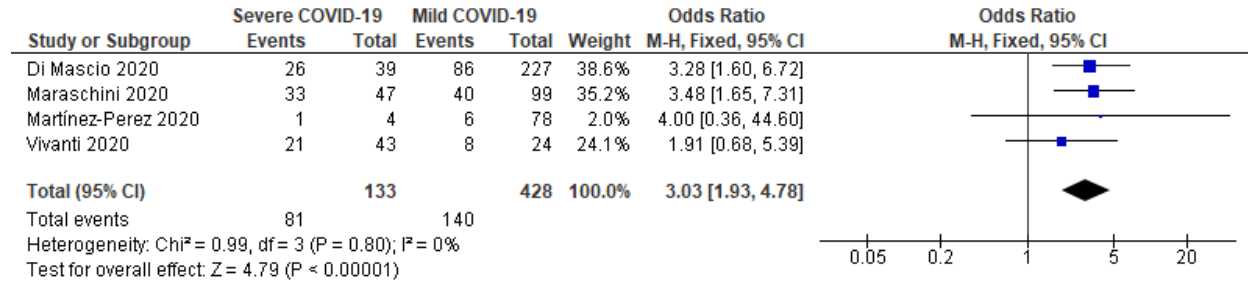 Severe COVID-19 Mild COVID-19 Odds Ratio Odds Ratio
Study or Subgroup Events Total Events Total Weight M-H, Fixed, 95% CI M-H, Fixed, 95% CI
Di Mascio 2020 26 39 86 227 38.6% 3.28 [1.60, 6.72]
Maraschini 2020 33 47 40 99 35.2% 3.48 [1.65, 7.31]
Martínez-Perez 2020 1 4 6 78 2.0% 4.00 [0.36, 44.60]
Vivanti 2020 21 43 8 24 24.1% 1.91 [0.68, 5.39]
Total (95% CI) 133 428 100.0% 3.03 [1.93, 4.78]
Total events 81 140
Heterogeneity: Chi² = 0.99, df = 3 (P = 0.80); I² = 0%
Test for overall effect: Z = 4.79 (P < 0.00001)
0.05 0.2 1 5 20